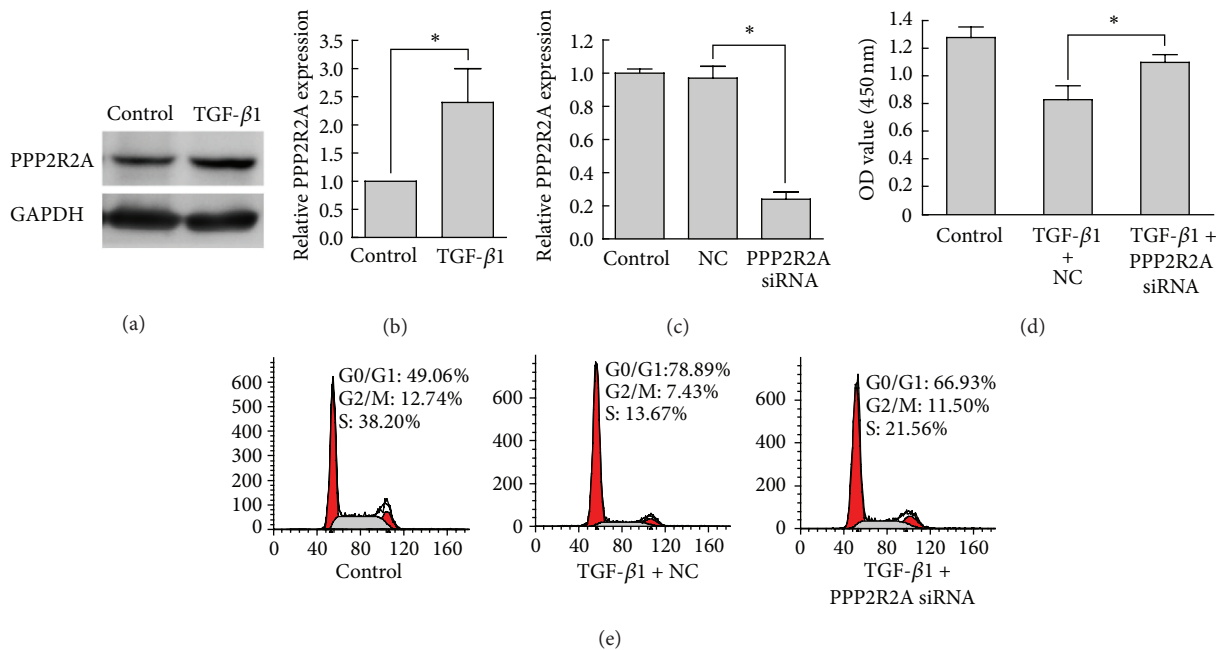 Control TGF-β1
PPP2R2A
GAPDH
(a)
Relative PPP2R2A expression
3.5
3.0
2.5
2.0
1.5
1.0
0.5
0.0
*
Control TGF-β1
(b)
Relative PPP2R2A expression
1.2
1.0
0.8
0.6
0.4
0.2
0.0
*
Control NC PPP2R2A
siRNA
(c)
OD value (450 nm)
1.4
1.2
1
0.8
0.6
0.4
0.2
0
*
Control TGF-β1 TGF-β1 +
+ PPP2R2A
NC siRNA
(d)
600
500
400
300
200
100
0
G0/G1: 49.06%
G2/M: 12.74%
S: 38.20%
0 40 80 120 160
Control
600
400
200
0
G0/G1:78.89%
G2/M: 7.43%
S: 13.67%
0 40 80 120 160
TGF-β1 + NC
600
400
200
0
G0/G1: 66.93%
G2/M: 11.50%
S: 21.56%
0 40 80 120 160
TGF-β1 +
PPP2R2A siRNA
(e)